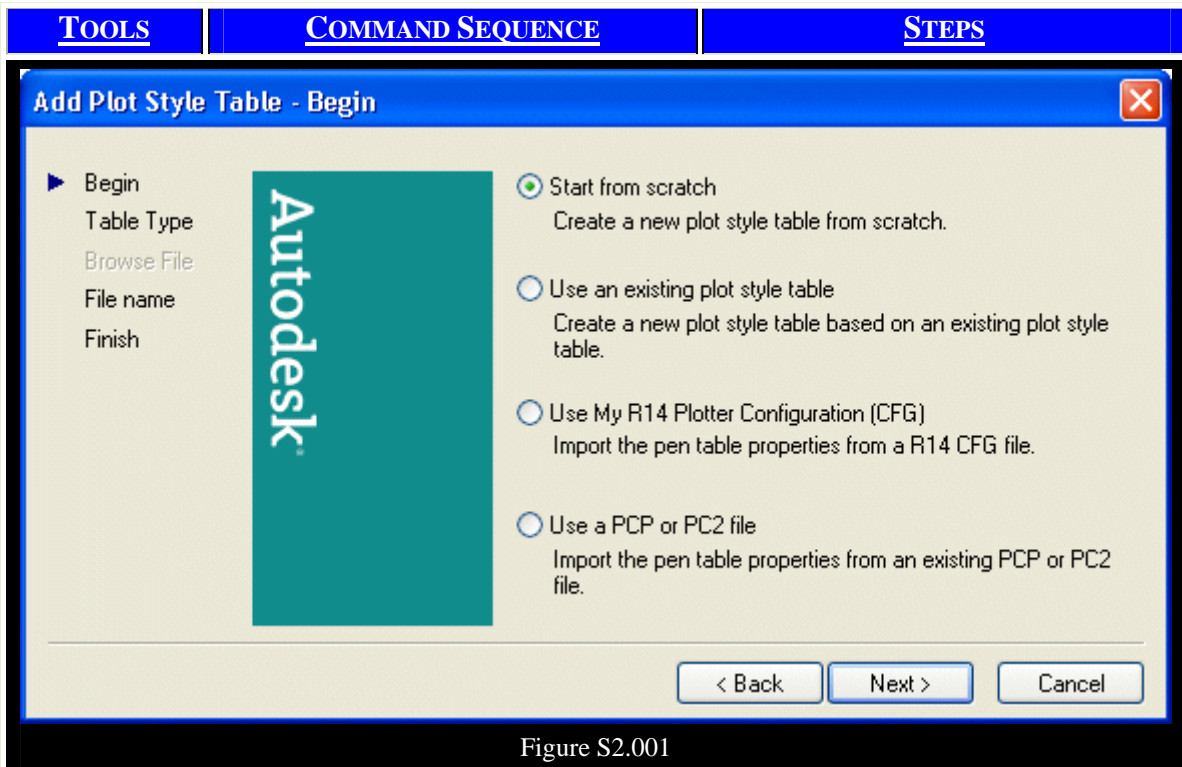 TOOLS
COMMAND SEQUENCE
STEPS
Add Plot Style Table - Begin
Begin
Table Type
Browse File
File name
Finish
Autodesk
Start from scratch
Create a new plot style table from scratch.
Use an existing plot style table
Create a new plot style table based on an existing plot style
table.
Use My R14 Plotter Configuration (CFG)
Import the pen table properties from a R14 CFG file.
Use a PCP or PC2 file
Import the pen table properties from an existing PCP or PC2
file.
< Back
Next >
Cancel
Figure S2.001